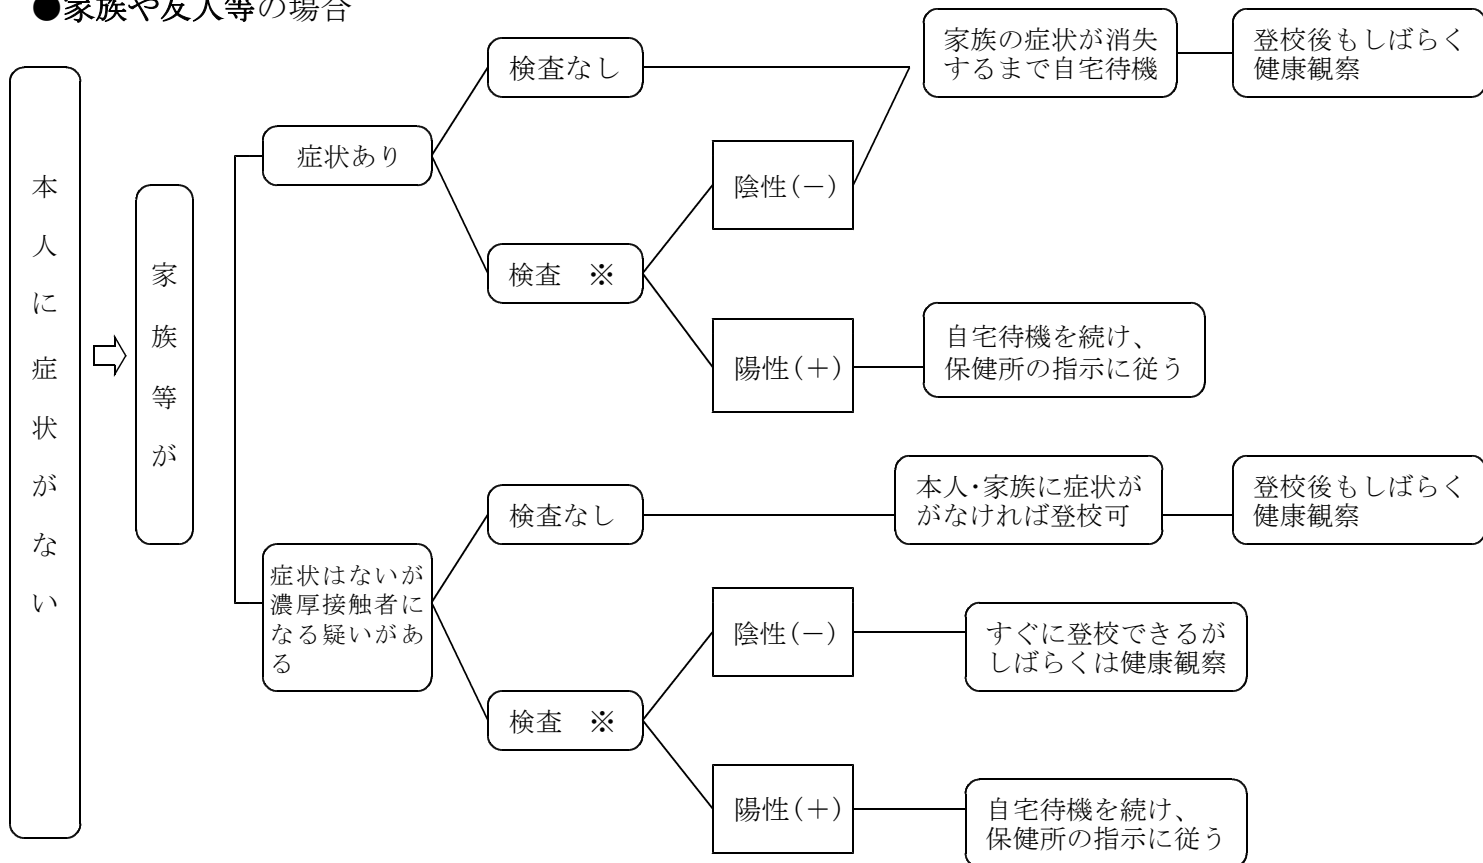 ●家族や友人等の場合
本人に症状がない
家族等が
症状あり
検査なし
家族の症状が消失
するまで自宅待機
登校後もしばらく
健康観察
検査　※
陰性(－)
陽性(＋)
自宅待機を続け、
保健所の指示に従う
症状はないが
濃厚接触者に
なる疑いがあ
る
検査なし
本人・家族に症状が
がなければ登校可
登校後もしばらく
健康観察
検査　※
陰性(－)
すぐに登校できるが
しばらくは健康観察
陽性(＋)
自宅待機を続け、
保健所の指示に従う